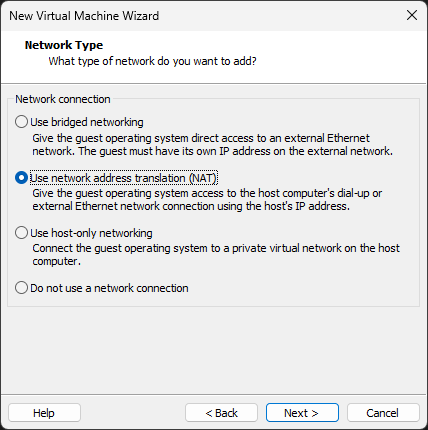 New Virtual Machine Wizard
Network Type
What type of network do you want to add?
Network connection
Use bridged networking
Give the guest operating system direct access to an external Ethernet
network. The guest must have its own IP address on the external network.
Use network address translation (NAT)
Give the guest operating system access to the host computer's dial-up or
external Ethernet network connection using the host's IP address.
Use host-only networking
Connect the guest operating system to a private virtual network on the host
computer.
Do not use a network connection
Help
< Back
Next >
Cancel